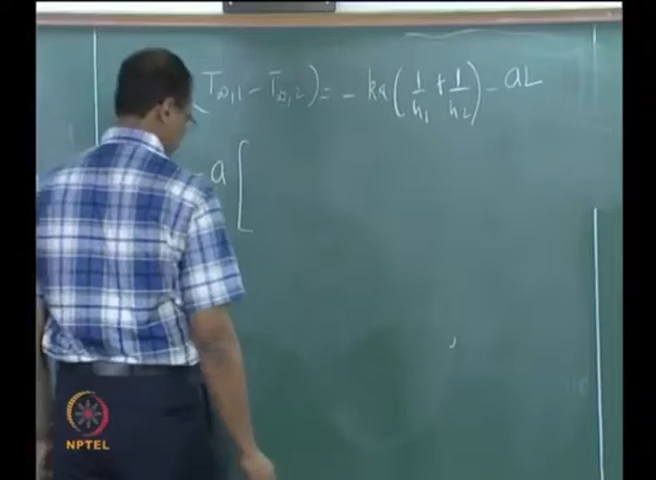 (T∞,1 - T∞,2) = - ka(1/h1 + 1/h2) - aL
- a [
NPTEL